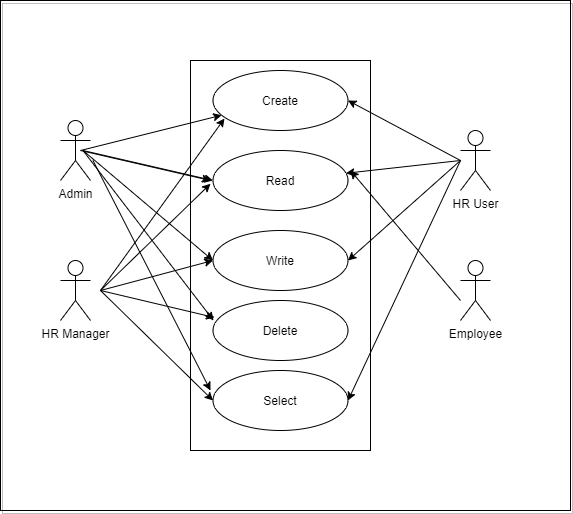 Create
Read
Write
Delete
Select
Admin
HR Manager
HR User
Employee